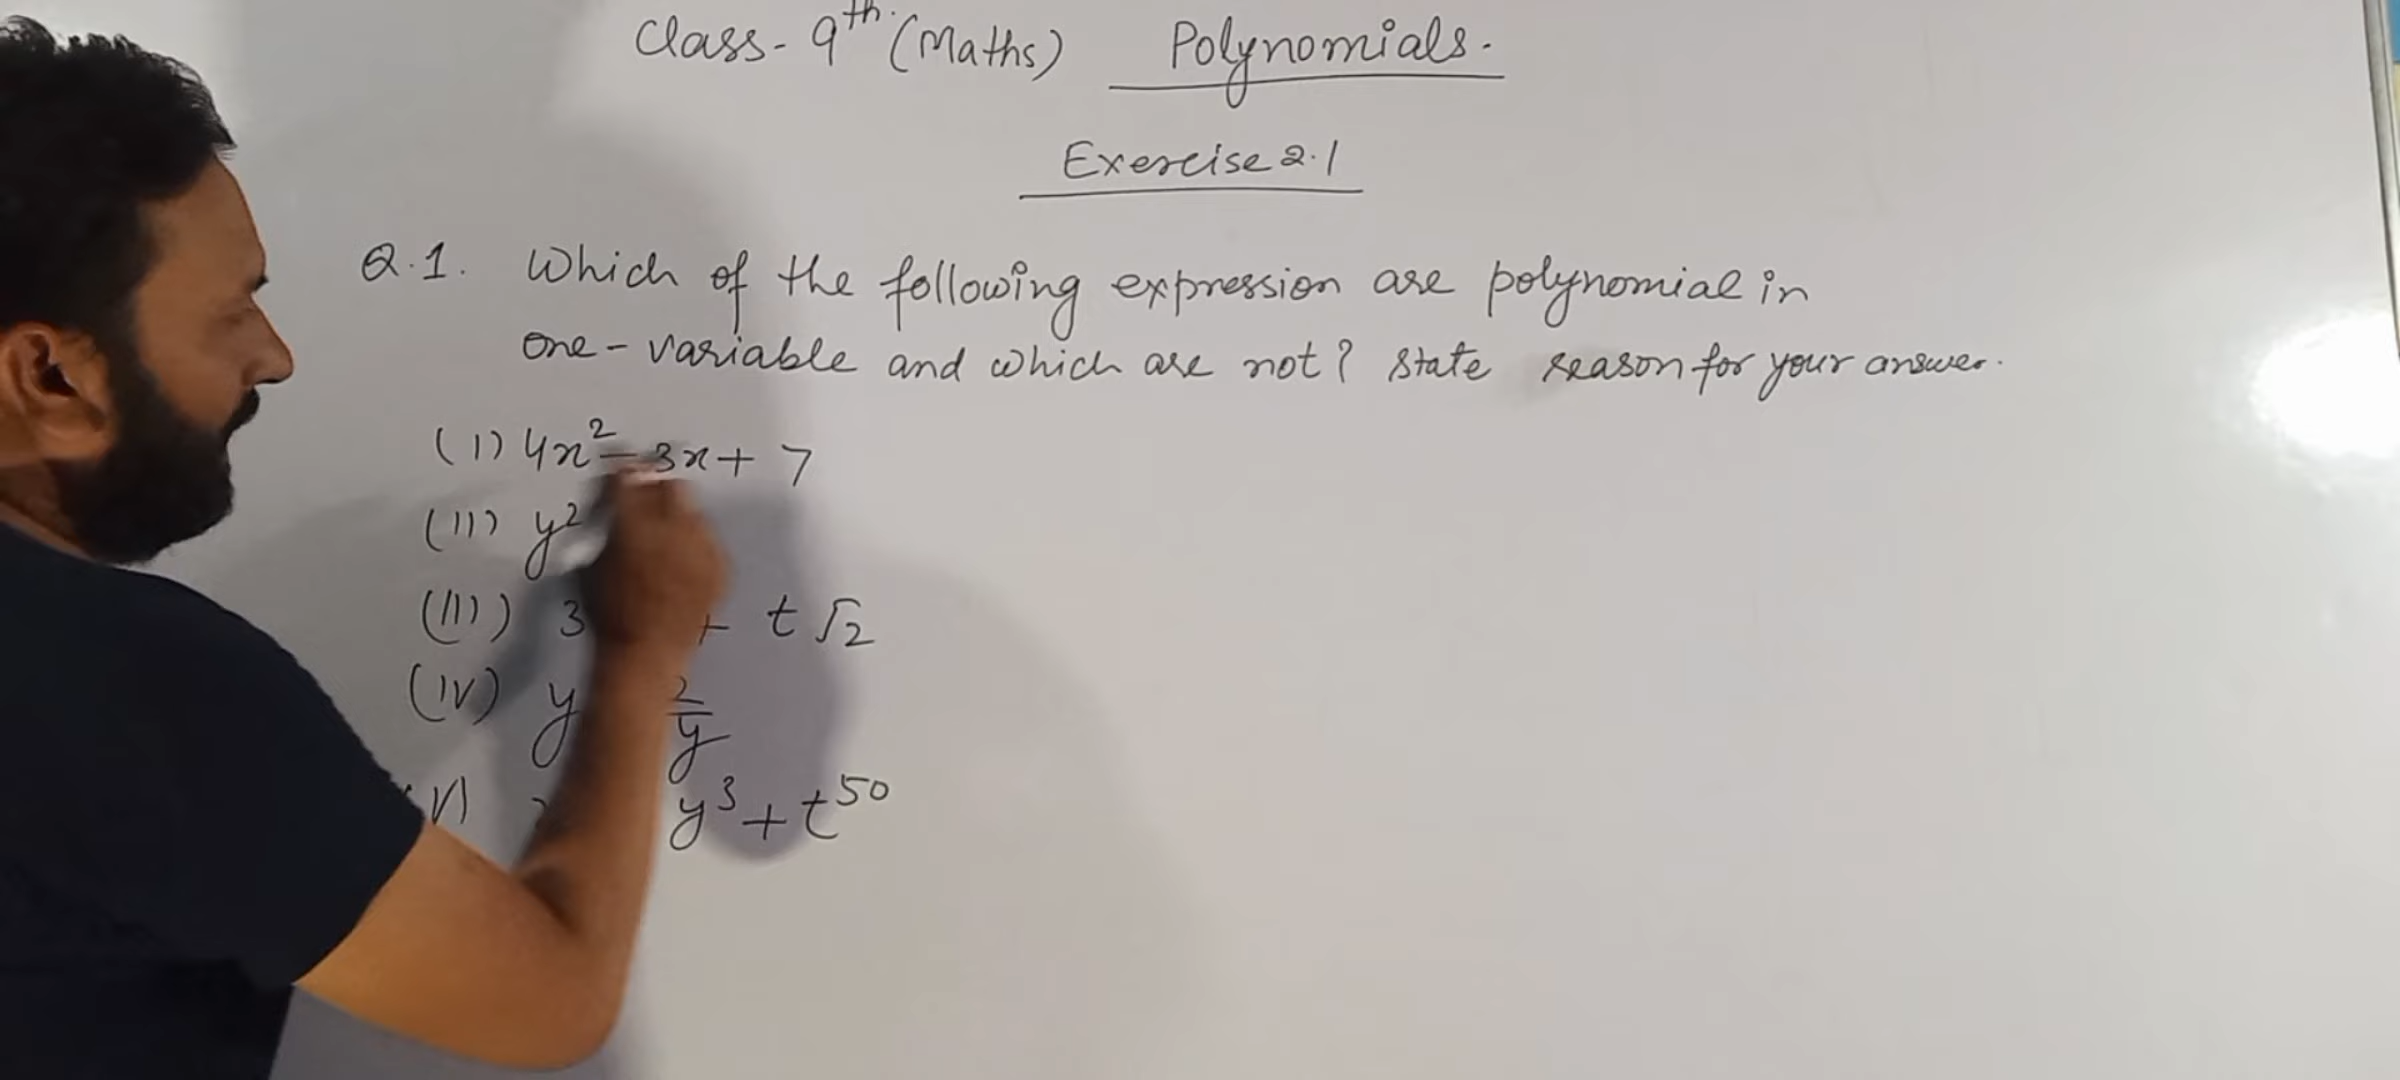 Class - 9th. (Maths) Polynomials.
Exercise 2.1
Q.1. Which of the following expression are polynomial in
one - variable and which are not? State reason for your answer.
(I) 4x² - 3x + 7
(II) y²
(III) 3 + t√2
(IV) y 2/y
V) y³ + t⁵⁰